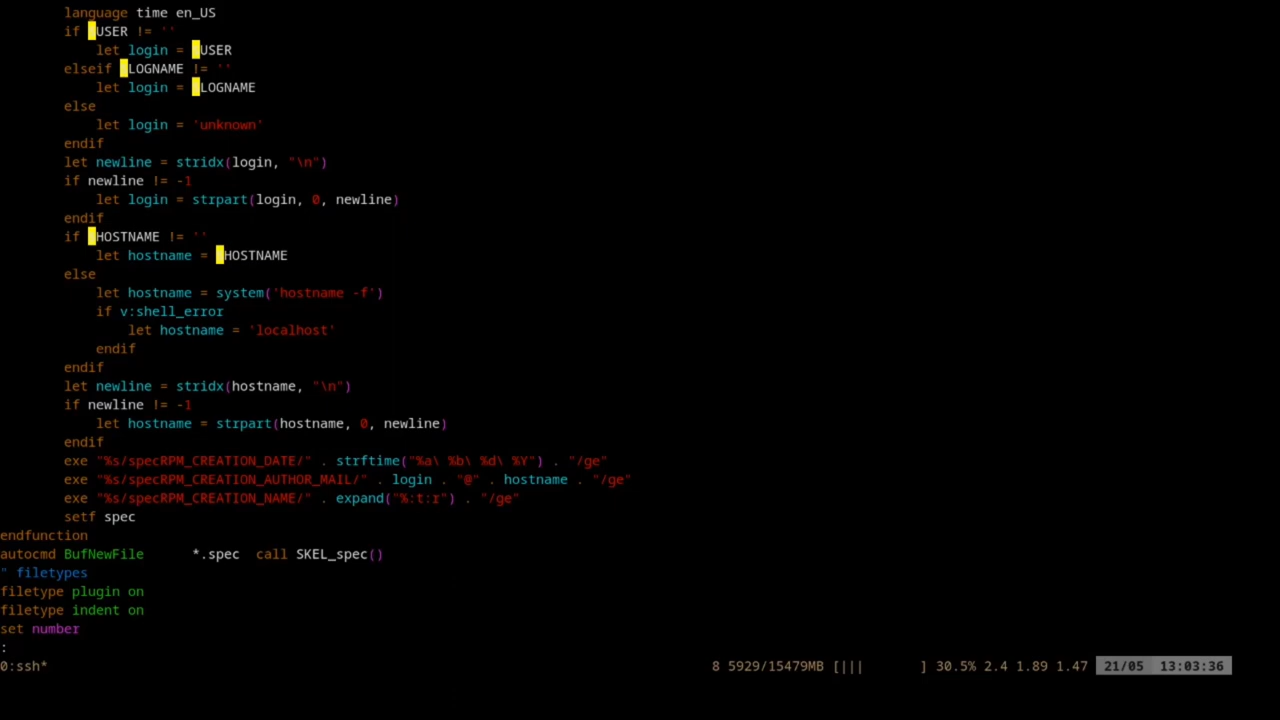 language time en_US
if USER != ''
let login = USER
elseif LOGNAME != ''
let login = LOGNAME
else
let login = 'unknown'
endif
let newline = stridx(login, "\n")
if newline != -1
let login = strpart(login, 0, newline)
endif
if HOSTNAME != ''
let hostname = HOSTNAME
else
let hostname = system('hostname -f')
if v:shell_error
let hostname = 'localhost'
endif
endif
let newline = stridx(hostname, "\n")
if newline != -1
let hostname = strpart(hostname, 0, newline)
endif
exe "%s/specRPM_CREATION_DATE/" . strftime("%a\ %b\ %d\ %Y") . "/ge"
exe "%s/specRPM_CREATION_AUTHOR_MAIL/" . login . "@" . hostname . "/ge"
exe "%s/specRPM_CREATION_NAME/" . expand("%:t:r") . "/ge"
setf spec
endfunction
autocmd BufNewFile *.spec call SKEL_spec()
" filetypes
filetype plugin on
filetype indent on
set number
:
0:ssh* 8 5929/15479MB [||| ] 30.5% 2.4 1.89 1.47 21/05 13:03:36